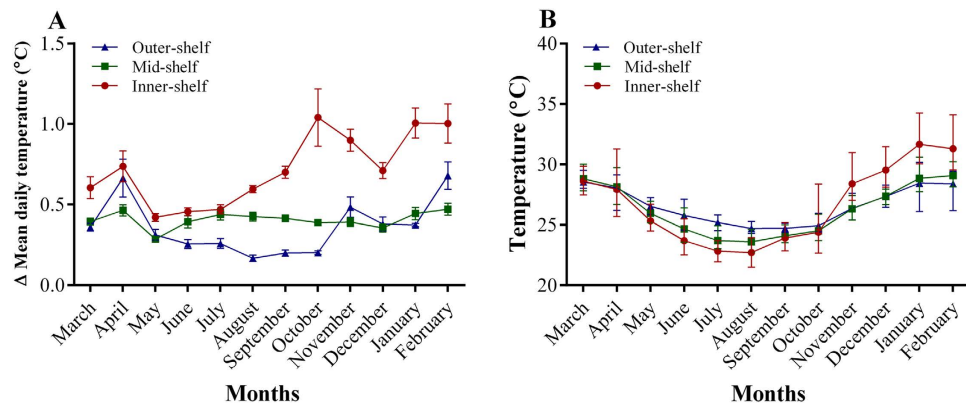 A
Δ Mean daily temperature (°C)
1.5
1.0
0.5
0.0
Outer-shelf
Mid-shelf
Inner-shelf
March
April
May
June
July
August
September
October
November
December
January
February
Months
B
Temperature (°C)
40
35
30
25
20
Outer-shelf
Mid-shelf
Inner-shelf
March
April
May
June
July
August
September
October
November
December
January
February
Months